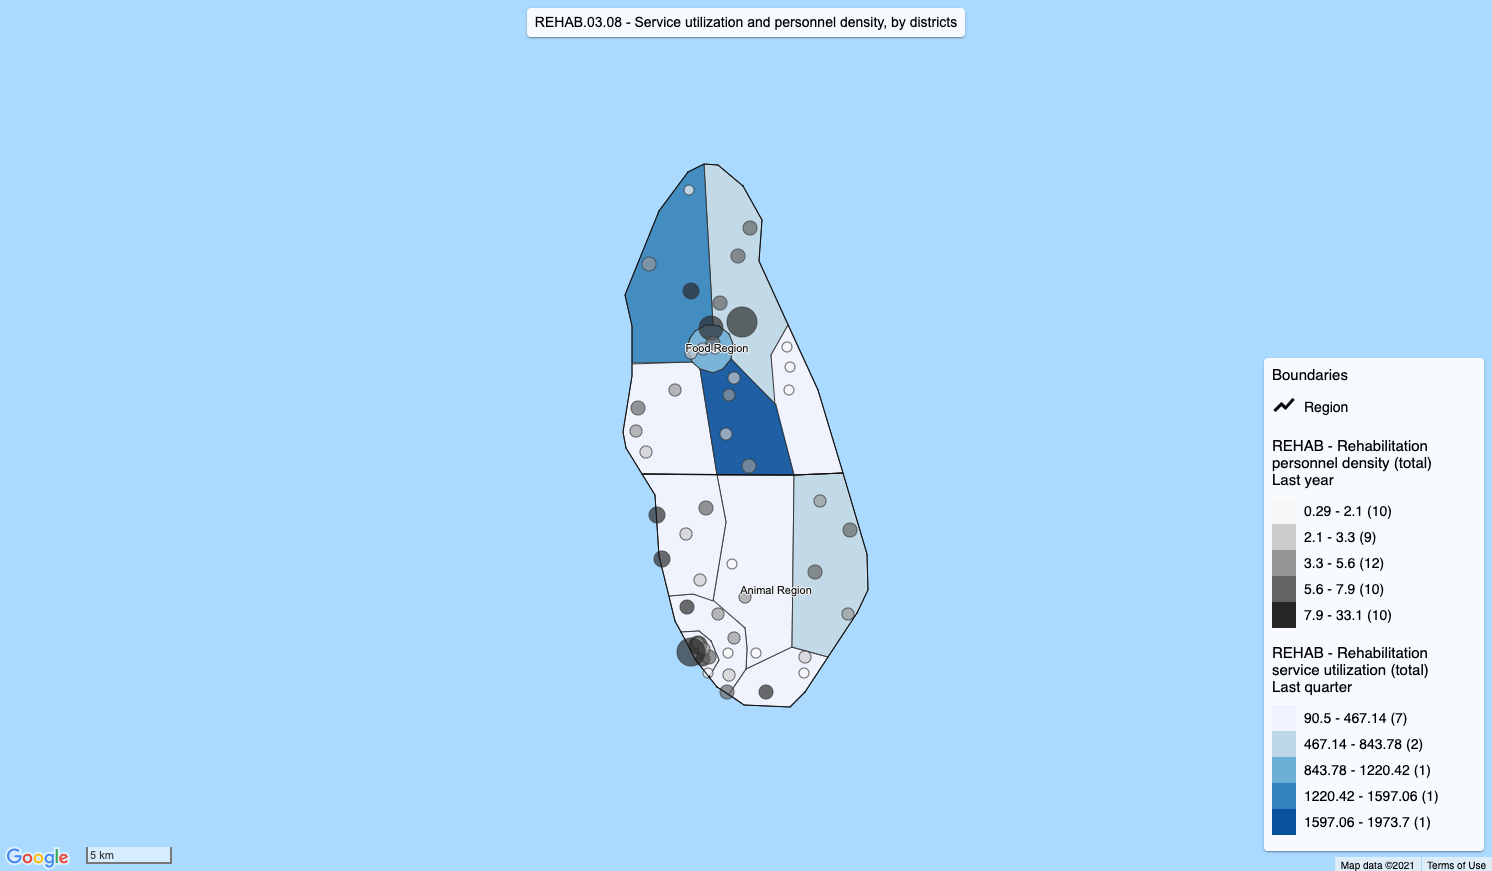 REHAB.03.08 - Service utilization and personnel density, by districts
Food Region
Animal Region
Boundaries
Region
REHAB - Rehabilitation
personnel density (total)
Last year
0.29 - 2.1 (10)
2.1 - 3.3 (9)
3.3 - 5.6 (12)
5.6 - 7.9 (10)
7.9 - 33.1 (10)
REHAB - Rehabilitation
service utilization (total)
Last quarter
90.5 - 467.14 (7)
467.14 - 843.78 (2)
843.78 - 1220.42 (1)
1220.42 - 1597.06 (1)
1597.06 - 1973.7 (1)
Google
5 km
Map data ©2021
Terms of Use